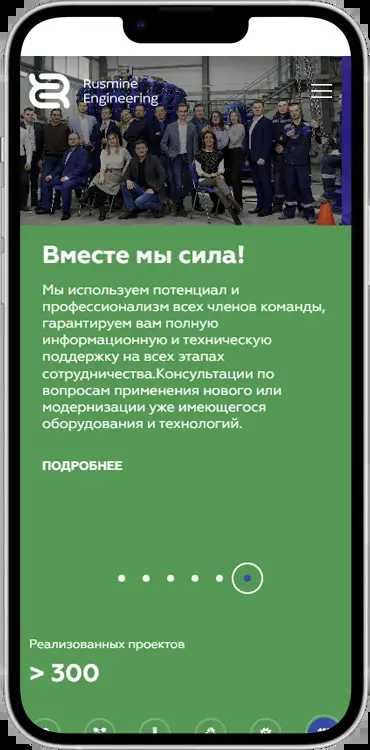 Rusmine
Engineering
Вместе мы сила!
Мы используем потенциал и
профессионализм всех членов команды,
гарантируем вам полную
информационную и техническую
поддержку на всех этапах
сотрудничества.Консультации по
вопросам применения нового или
модернизации уже имеющегося
оборудования и технологий.
ПОДРОБНЕЕ
Реализованных проектов
> 300